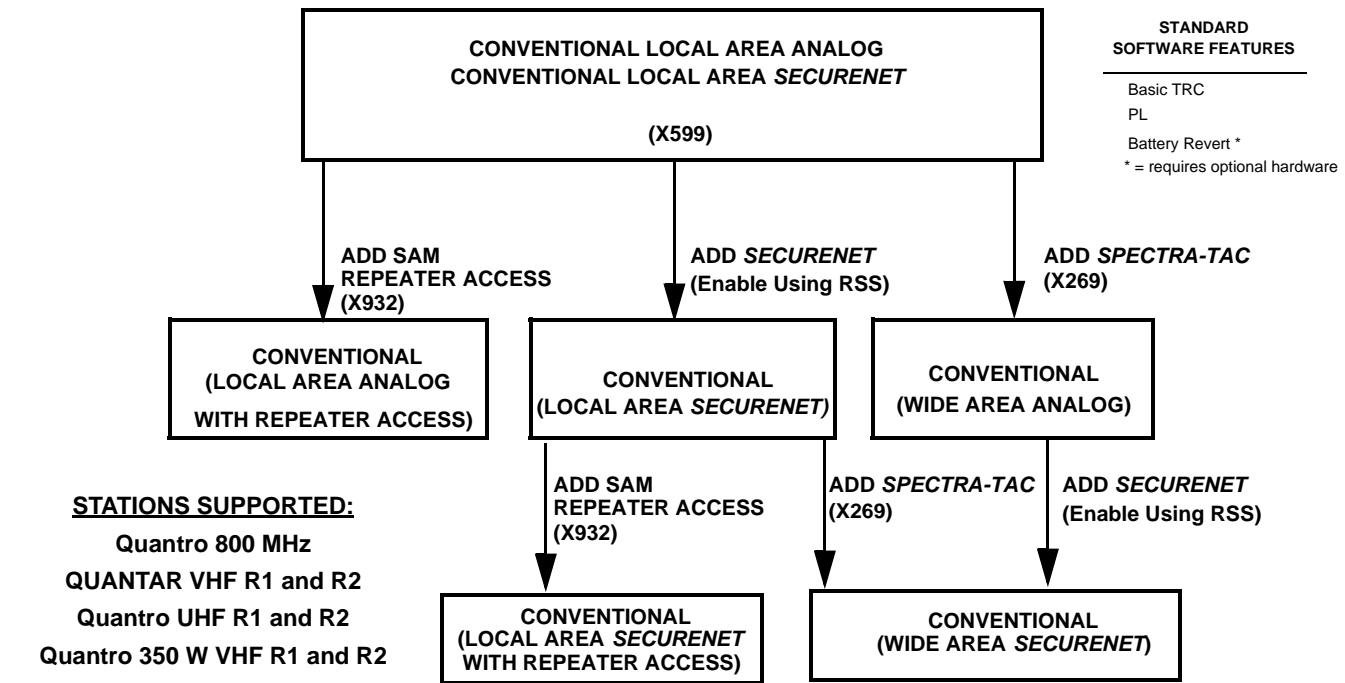 CONVENTIONAL LOCAL AREA ANALOG
CONVENTIONAL LOCAL AREA SECURENET
(X599)
STANDARD
SOFTWARE FEATURES
Basic TRC
PL
Battery Revert *
* = requires optional hardware
ADD SAM
REPEATER ACCESS
(X932)
ADD SECURENET
(Enable Using RSS)
ADD SPECTRA-TAC
(X269)
CONVENTIONAL
(LOCAL AREA ANALOG
WITH REPEATER ACCESS)
CONVENTIONAL
(LOCAL AREA SECURENET)
CONVENTIONAL
(WIDE AREA ANALOG)
ADD SAM
REPEATER ACCESS
(X932)
ADD SPECTRA-TAC
(X269)
ADD SECURENET
(Enable Using RSS)
STATIONS SUPPORTED:
Quantro 800 MHz
QUANTAR VHF R1 and R2
Quantro UHF R1 and R2
Quantro 350 W VHF R1 and R2
CONVENTIONAL
(LOCAL AREA SECURENET
WITH REPEATER ACCESS)
CONVENTIONAL
(WIDE AREA SECURENET)